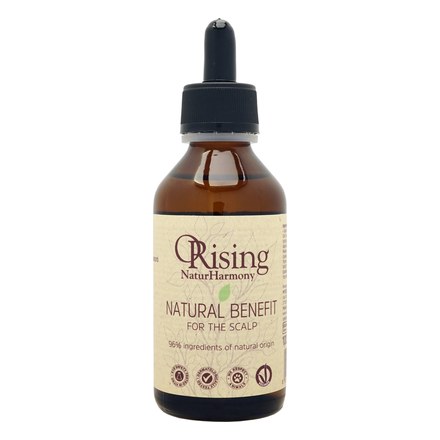 ORising
NaturHarmony
NATURAL BENEFIT
FOR THE SCALP
96% ingredients of natural origin